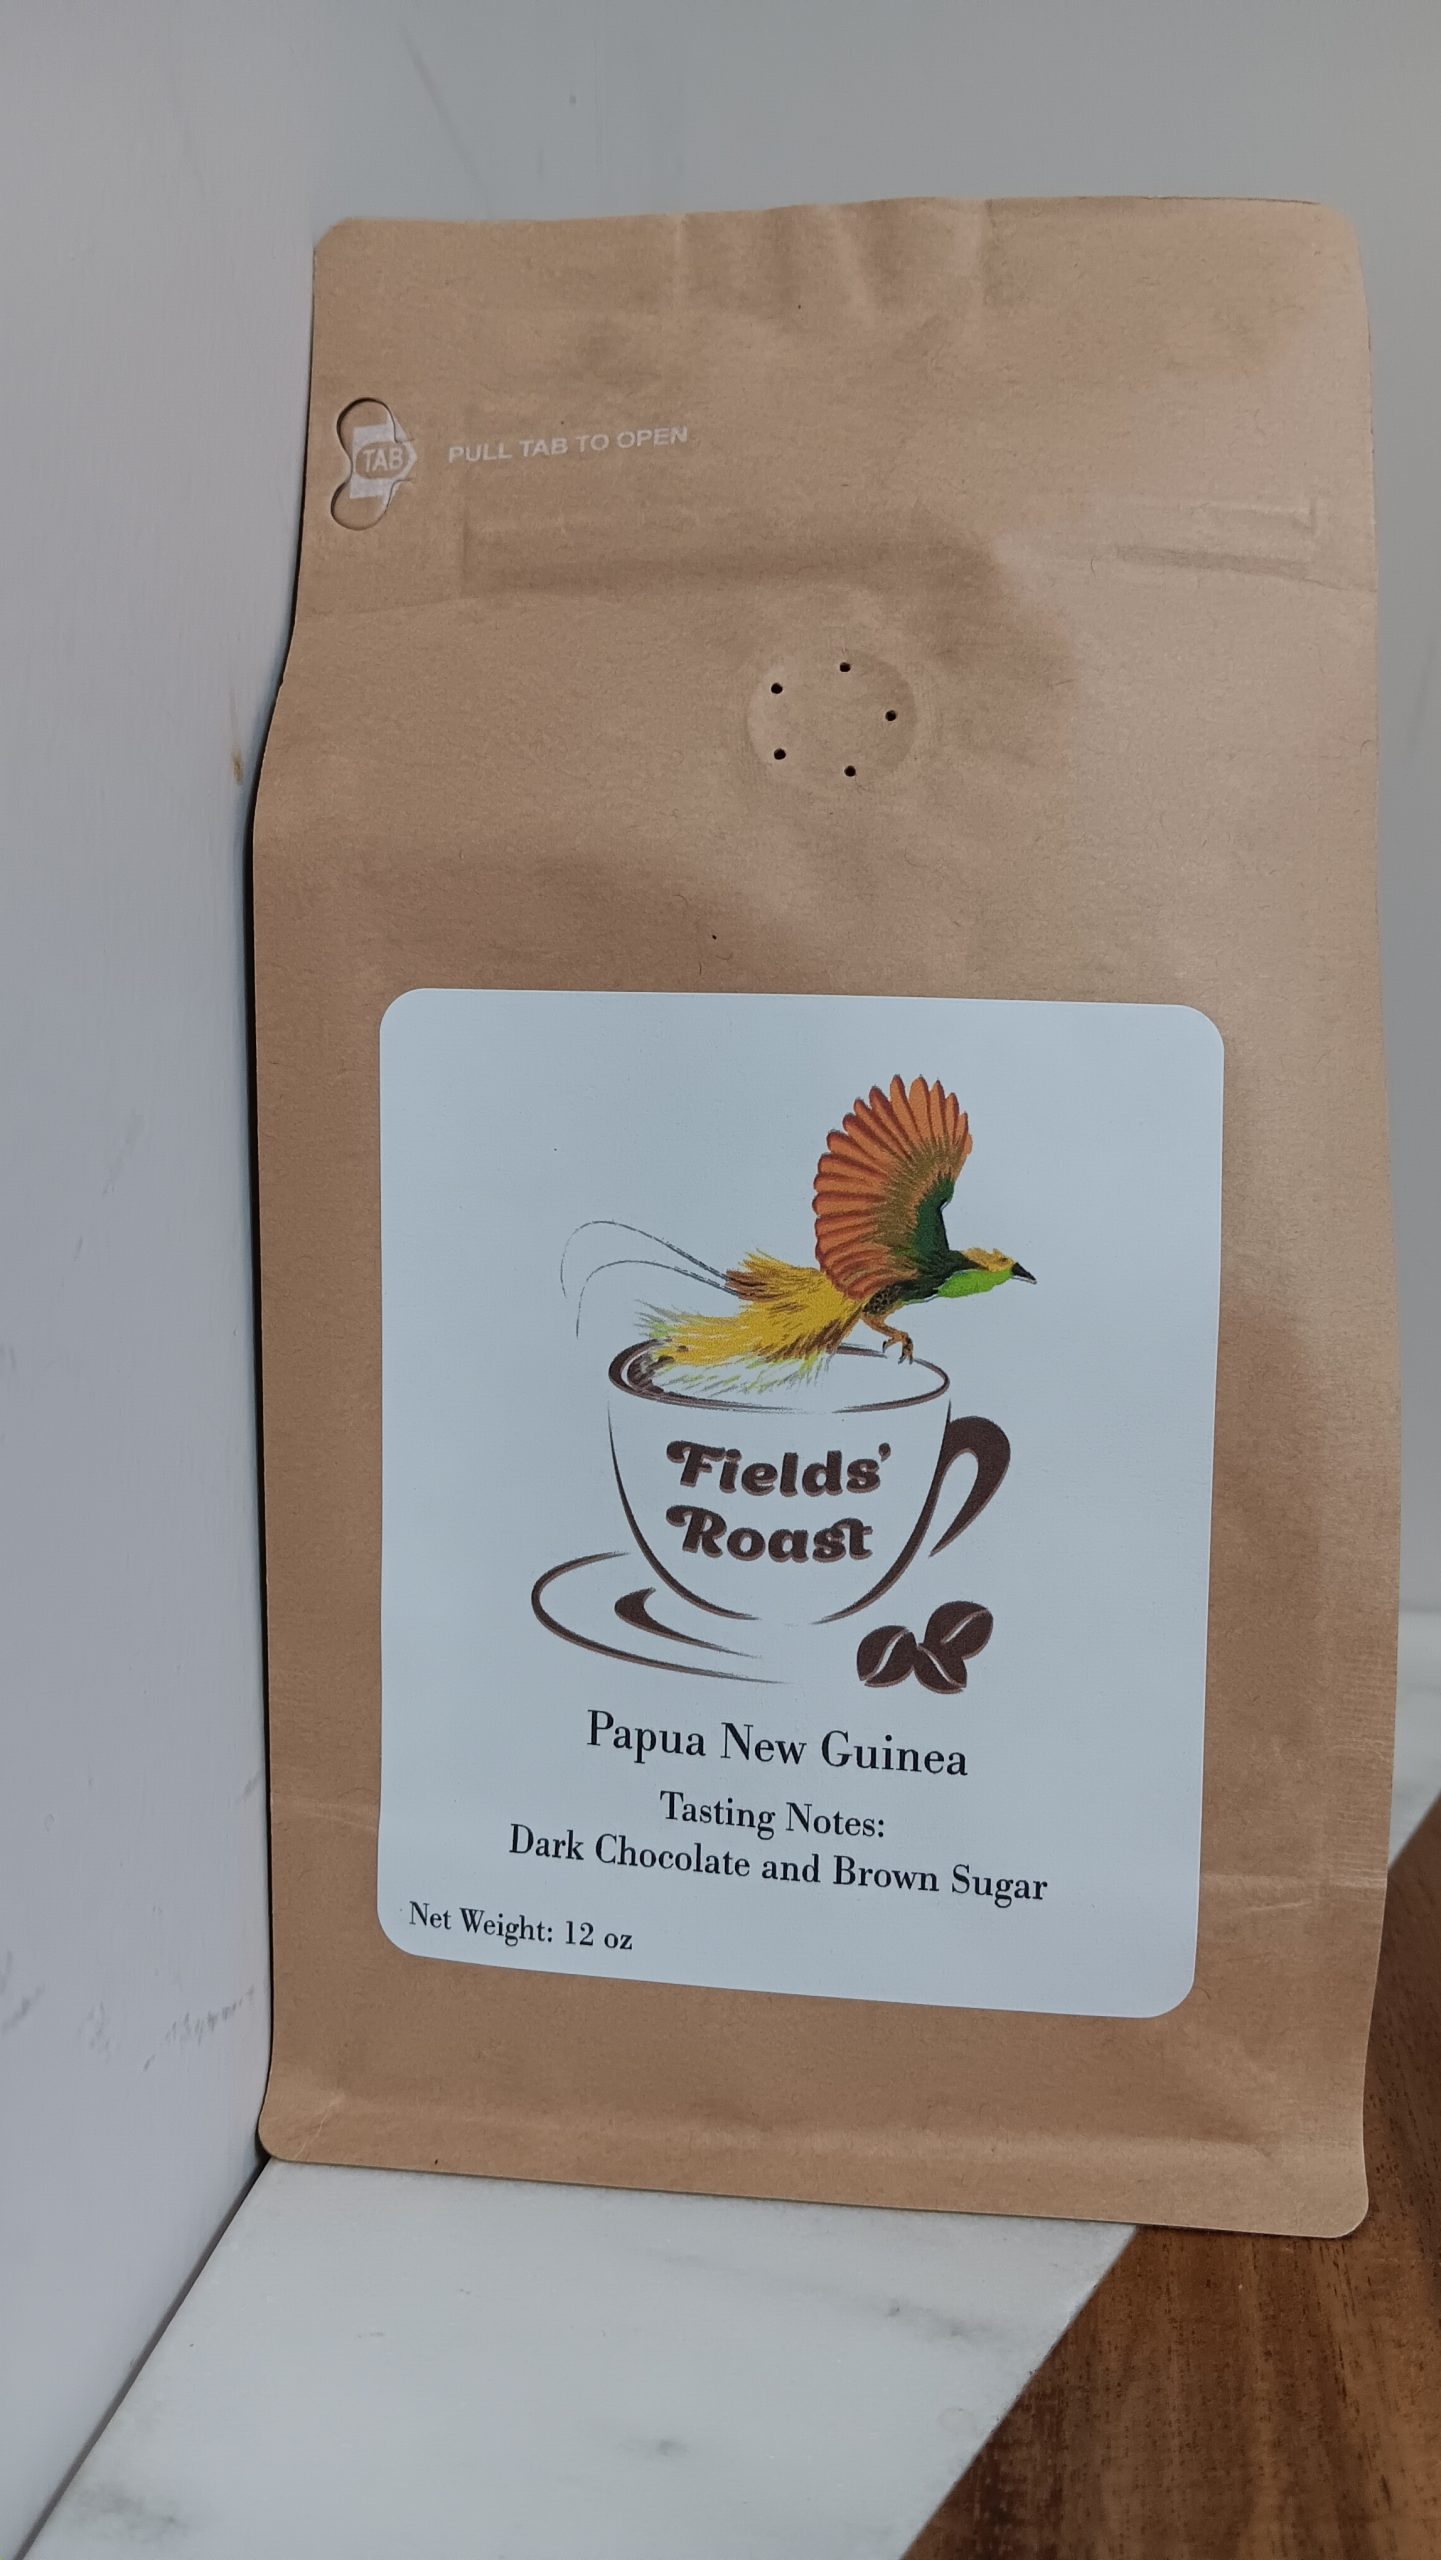 TAB PULL TAB TO OPEN
Fields'
Roast
Papua New Guinea
Tasting Notes:
Dark Chocolate and Brown Sugar
Net Weight: 12 oz